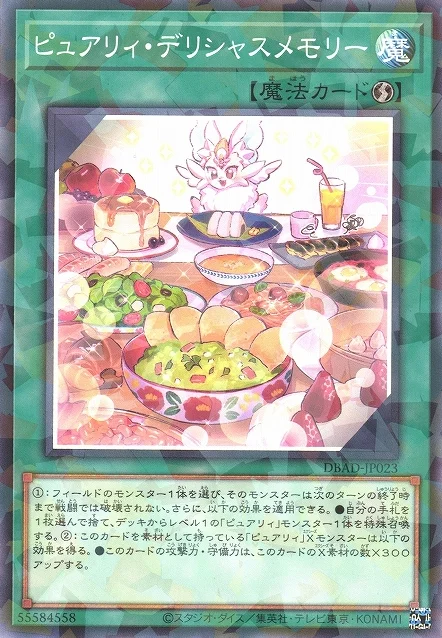 ピュアリィ・デリシャスメモリー
魔
【魔法カード】
DBAD-JP023
①:フィールドのモンスター1体を選び、そのモンスターは次のターンの終了時
まで戦闘では破壊されない。さらに、以下の効果を適用できる。●自分の手札を
1枚選んで捨て、デッキからレベル1の「ピュアリィ」モンスター1体を特殊召喚
する。②:このカードを素材として持っている「ピュアリィ」Xモンスターは以下の
効果を得る。●このカードの攻撃力・守備力は、このカードのX素材の数×300
アップする。
55584558
©スタジオ・ダイス/集英社・テレビ東京・KONAMI